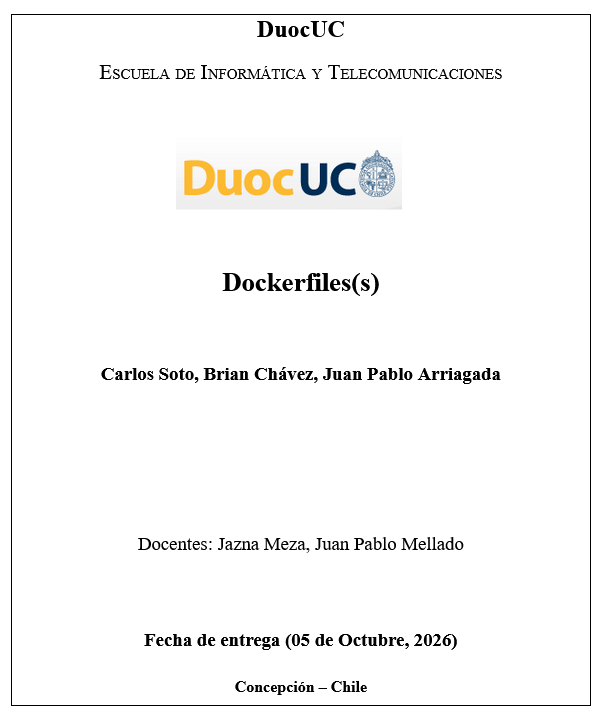 DuocUC
Escuela de Informática y Telecomunicaciones
DuocUC
Dockerfiles(s)
Carlos Soto, Brian Chávez, Juan Pablo Arriagada
Docentes: Jazna Meza, Juan Pablo Mellado
Fecha de entrega (05 de Octubre, 2026)
Concepción – Chile